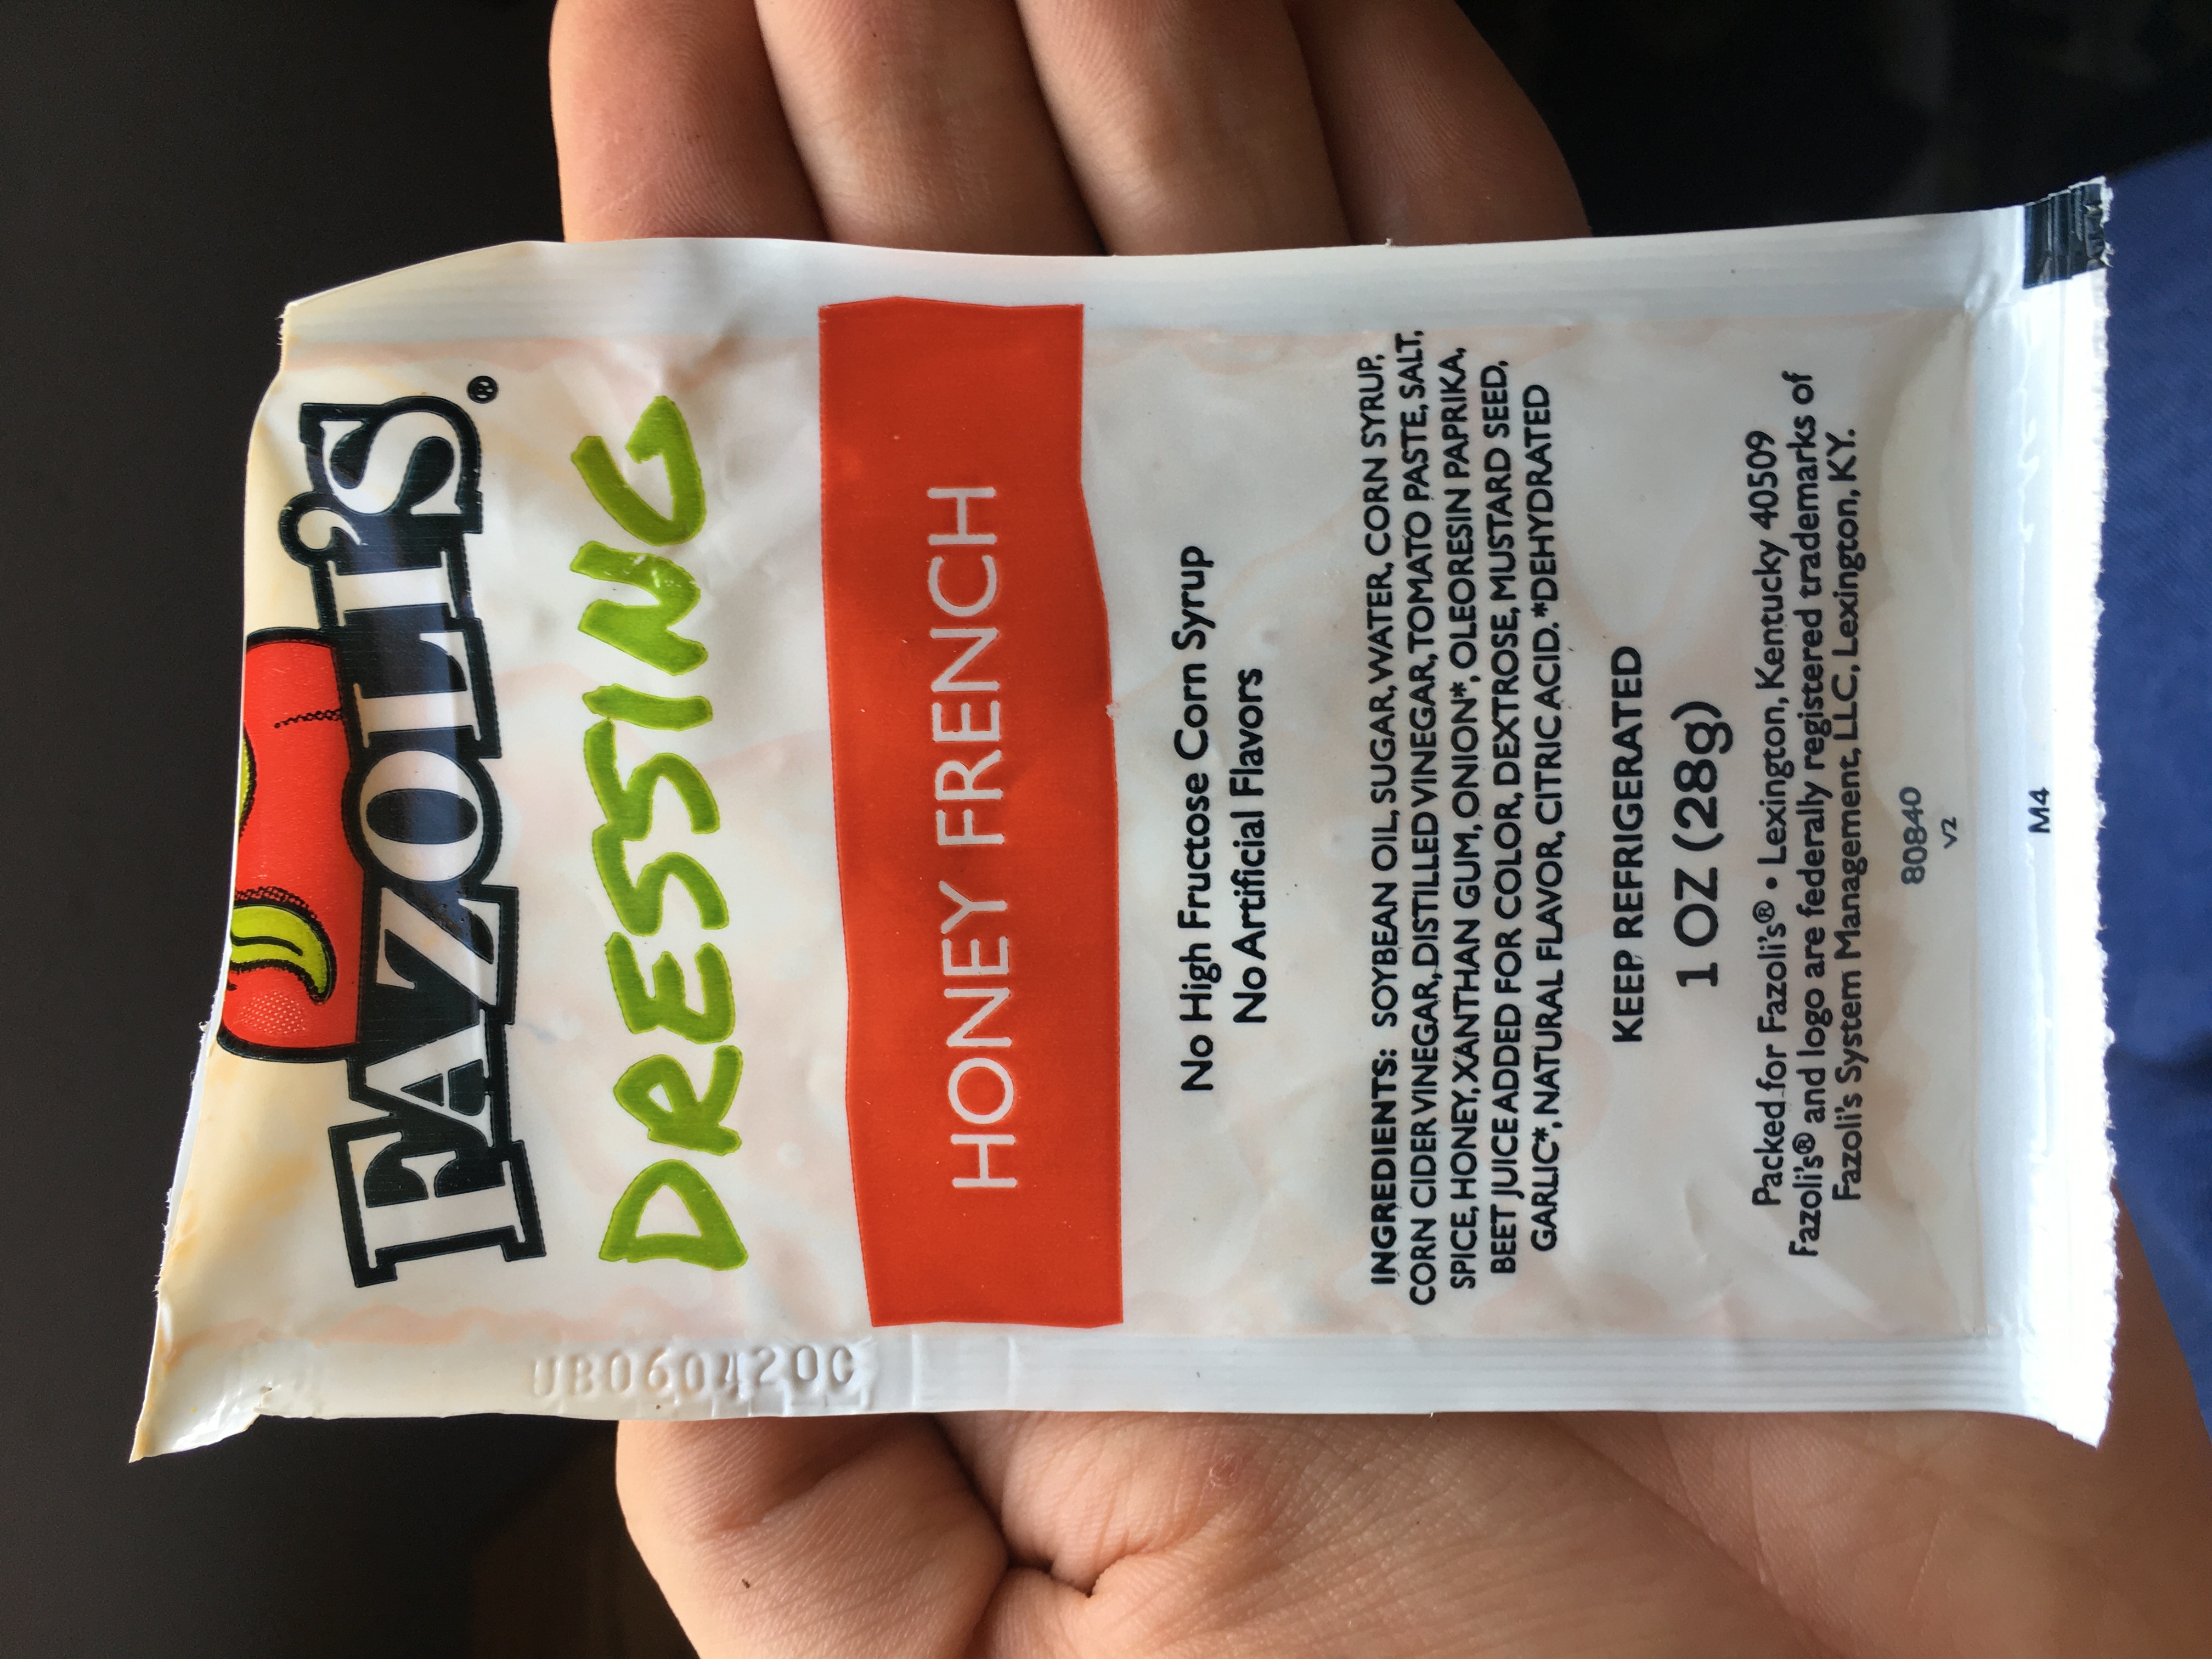 FAZOLI'S®
DRESSING
HONEY FRENCH
No High Fructose Corn Syrup
No Artificial Flavors
INGREDIENTS: SOYBEAN OIL, SUGAR, WATER, CORN SYRUP,
CORN CIDER VINEGAR, DISTILLED VINEGAR, TOMATO PASTE, SALT,
SPICE, HONEY, XANTHAN GUM, ONION*, OLEORESIN PAPRIKA,
BEET JUICE ADDED FOR COLOR, DEXTROSE, MUSTARD SEED,
GARLIC*, NATURAL FLAVOR, CITRIC ACID. *DEHYDRATED
KEEP REFRIGERATED
1 OZ (28g)
Packed for Fazoli's® • Lexington, Kentucky 40509
Fazoli's® and logo are federally registered trademarks of
Fazoli's System Management, LLC, Lexington, KY.
80840
V2
M4
UB060420C